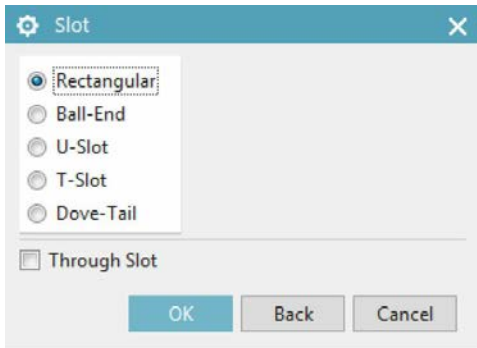 Slot
Rectangular
Ball-End
U-Slot
T-Slot
Dove-Tail
Through Slot
OK Back Cancel